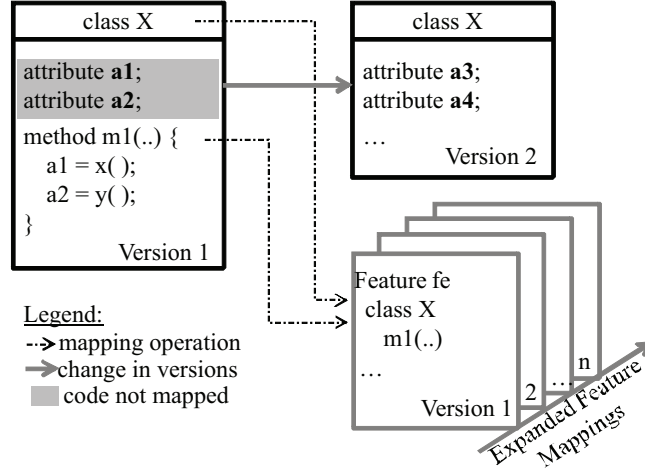 class X
attribute a1;
attribute a2;
method m1(..) {
a1 = x( );
a2 = y( );
}
Version 1
class X
attribute a3;
attribute a4;
…
Version 2
Feature fe
class X
m1(..)
…
Version 1
2
…
n
Expanded Feature
Mappings
Legend:
mapping operation
change in versions
code not mapped